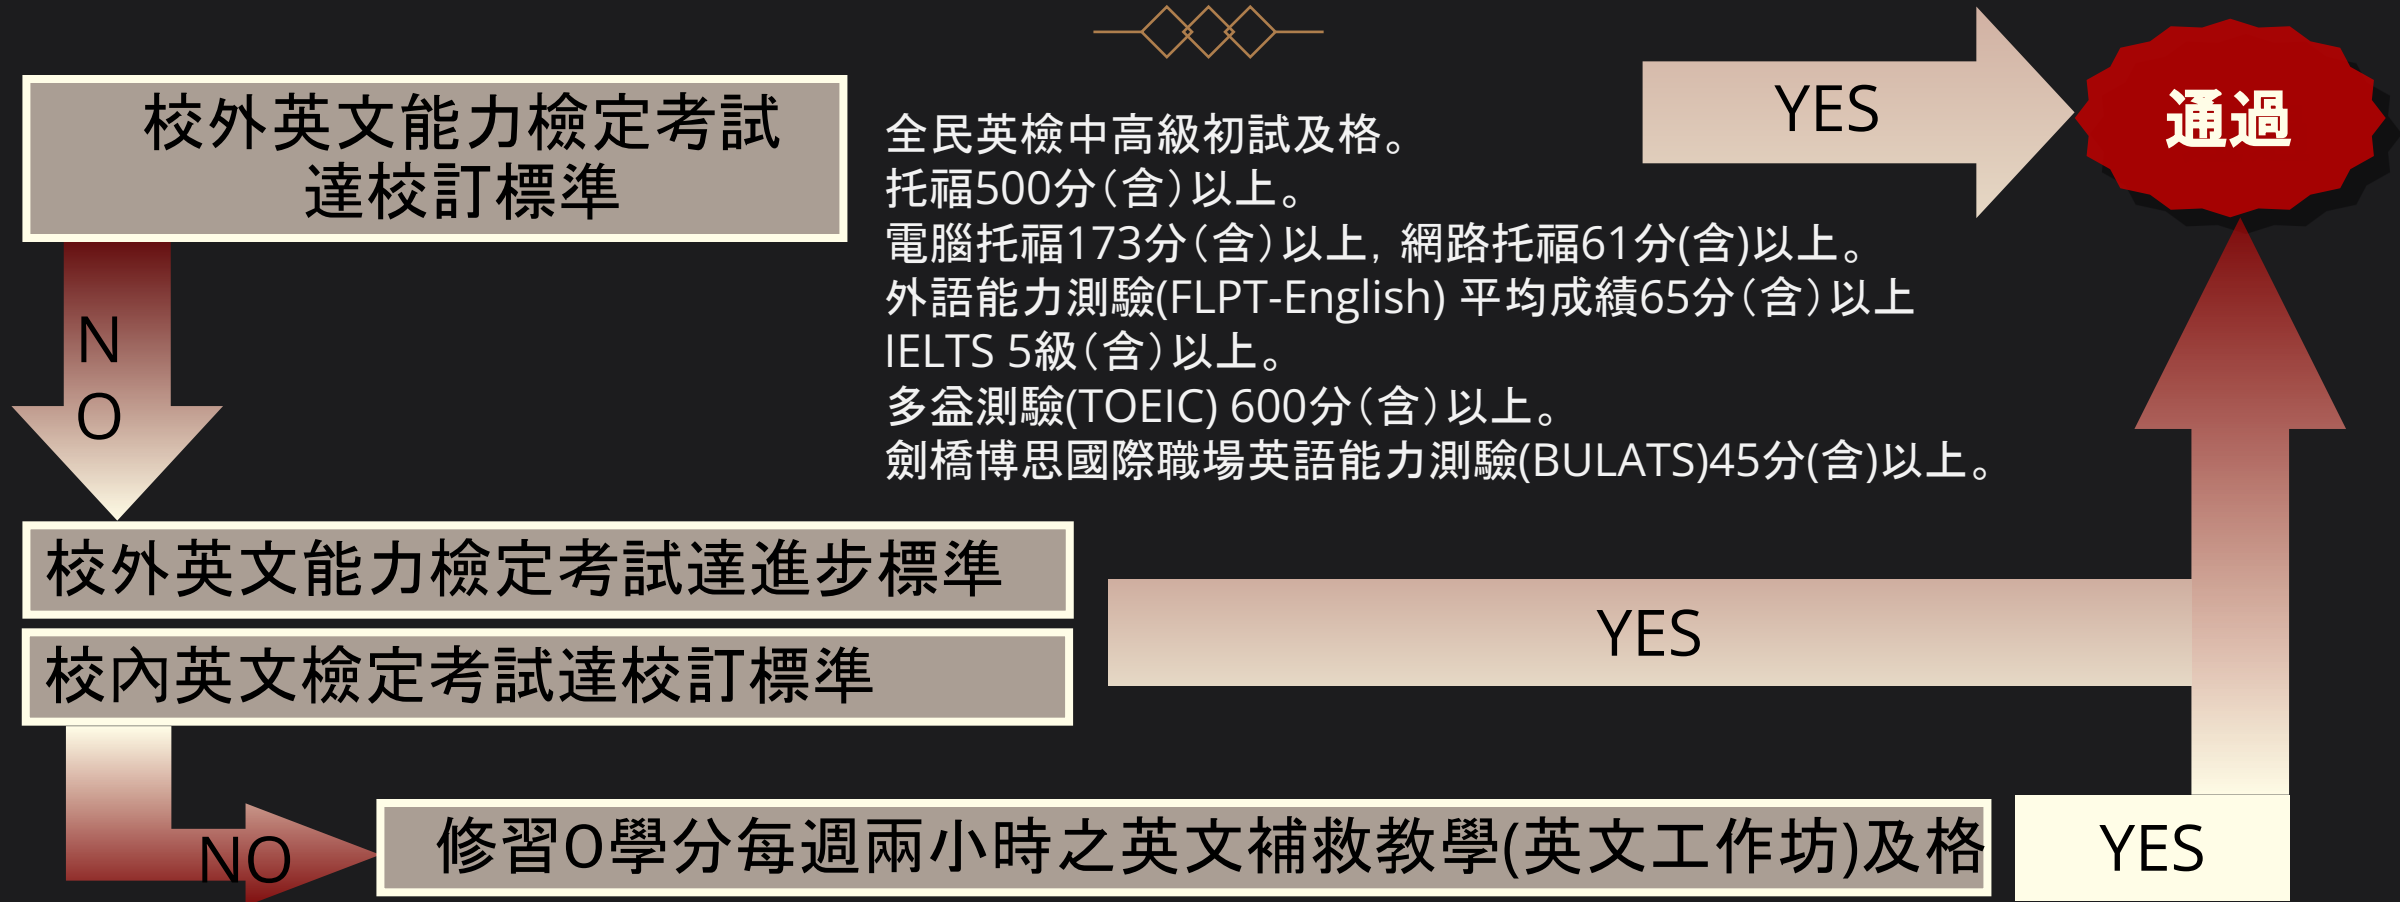 校外英文能力檢定考試
達校訂標準
全民英檢中高級初試及格。
托福500分（含）以上。
電腦托福173分（含）以上，網路托福61分(含)以上。
外語能力測驗(FLPT-English) 平均成績65分（含）以上
IELTS 5級（含）以上。
多益測驗(TOEIC) 600分（含）以上。
劍橋博思國際職場英語能力測驗(BULATS)45分(含)以上。
YES
通過
N
O
校外英文能力檢定考試達進步標準
校內英文檢定考試達校訂標準
YES
NO
修習O學分每週兩小時之英文補救教學(英文工作坊)及格
YES